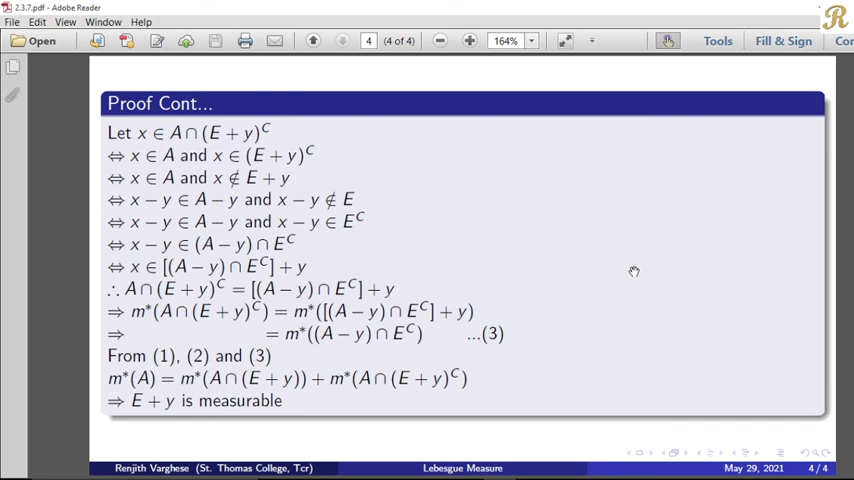 2.3.7.pdf - Adobe Reader
File Edit View Window Help
Open 4 (4 of 4) 164% Tools Fill & Sign Co
R
Proof Cont...
Let x ∈ A ∩ (E + y)^C
⇔ x ∈ A and x ∈ (E + y)^C
⇔ x ∈ A and x ∉ E + y
⇔ x − y ∈ A − y and x − y ∉ E
⇔ x − y ∈ A − y and x − y ∈ E^C
⇔ x − y ∈ (A − y) ∩ E^C
⇔ x ∈ [(A − y) ∩ E^C] + y
∴ A ∩ (E + y)^C = [(A − y) ∩ E^C] + y
⇒ m*(A ∩ (E + y)^C) = m*([(A − y) ∩ E^C] + y)
⇒ = m*((A − y) ∩ E^C) ...(3)
From (1), (2) and (3)
m*(A) = m*(A ∩ (E + y)) + m*(A ∩ (E + y)^C)
⇒ E + y is measurable
Renjith Varghese (St. Thomas College, Tcr) Lebesgue Measure May 29, 2021 4 / 4